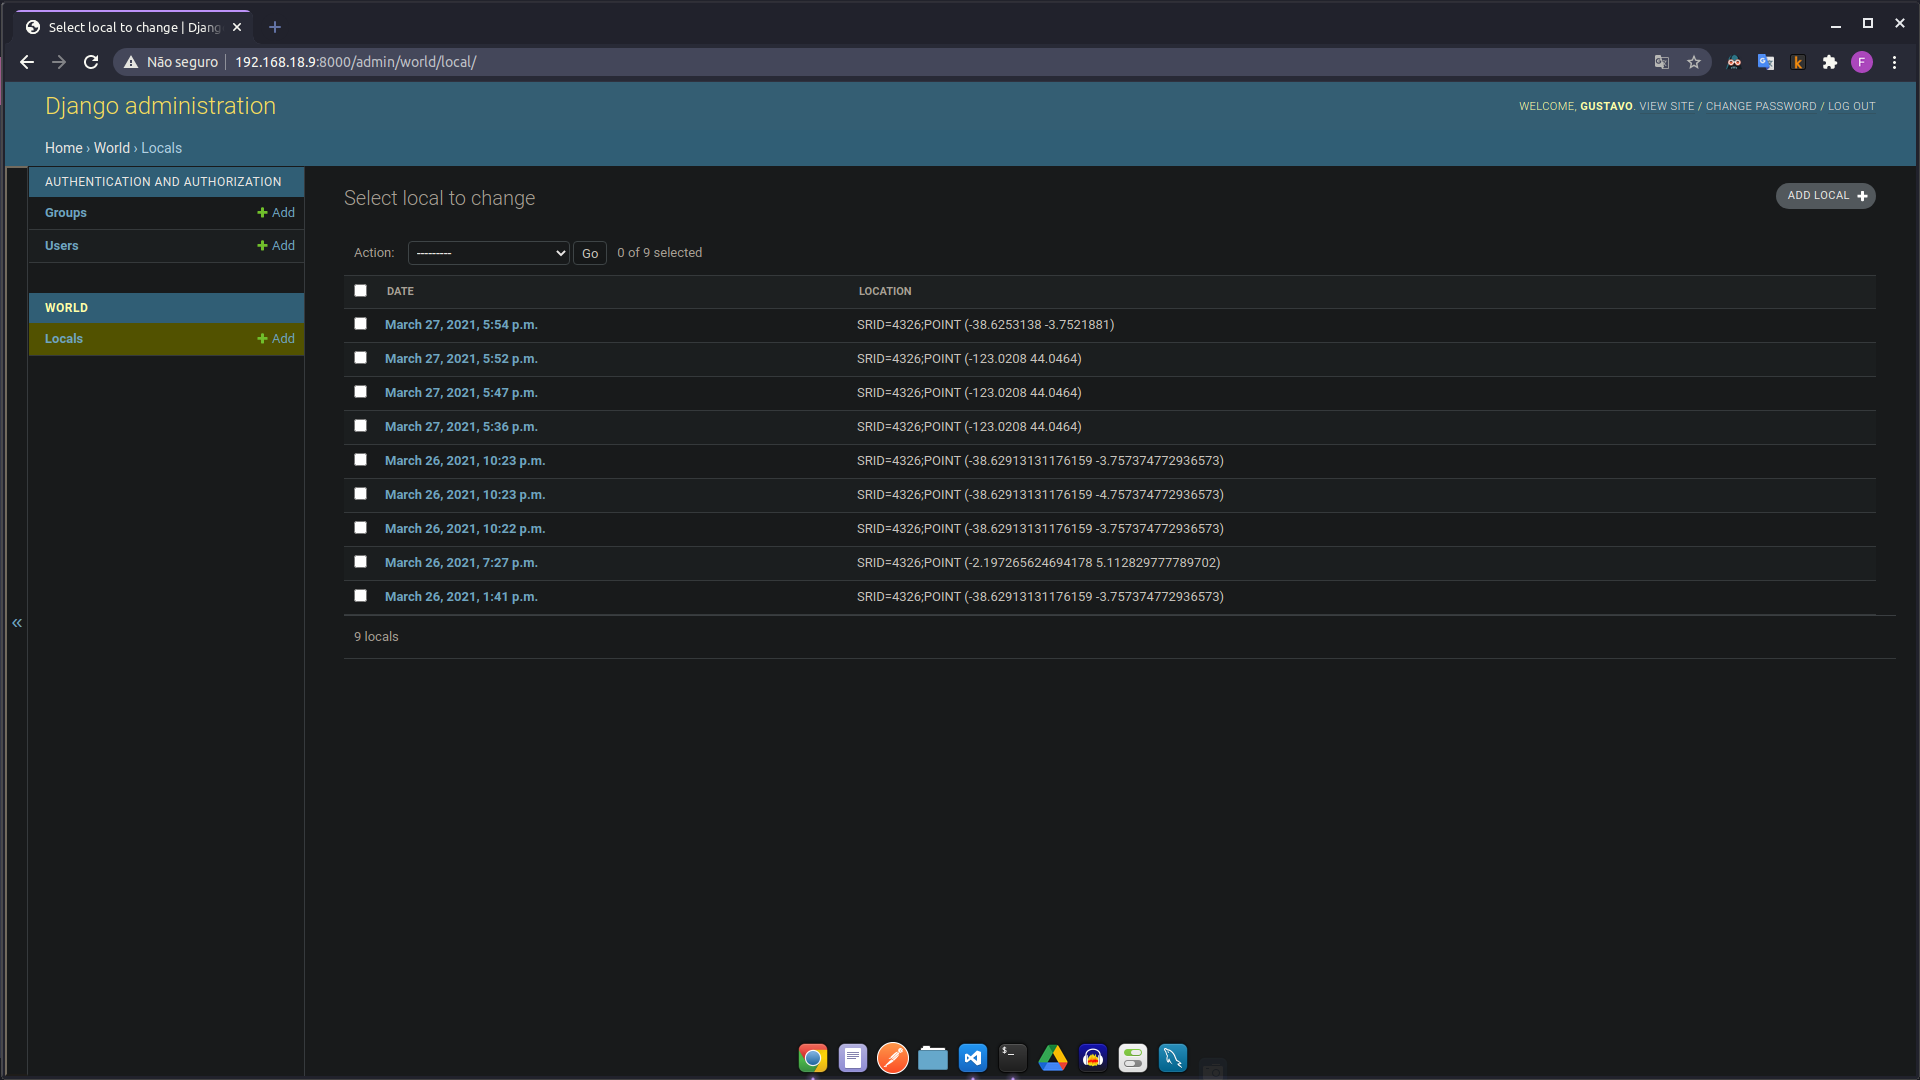 Select local to change | Djang
Não seguro 192.168.18.9:8000/admin/world/local/
F
Django administration
WELCOME, GUSTAVO. VIEW SITE / CHANGE PASSWORD / LOG OUT
Home › World › Locals
AUTHENTICATION AND AUTHORIZATION
Groups Add
Users Add
WORLD
Locals Add
Select local to change
ADD LOCAL
Action: --------- Go 0 of 9 selected
DATE LOCATION
March 27, 2021, 5:54 p.m. SRID=4326;POINT (-38.6253138 -3.7521881)
March 27, 2021, 5:52 p.m. SRID=4326;POINT (-123.0208 44.0464)
March 27, 2021, 5:47 p.m. SRID=4326;POINT (-123.0208 44.0464)
March 27, 2021, 5:36 p.m. SRID=4326;POINT (-123.0208 44.0464)
March 26, 2021, 10:23 p.m. SRID=4326;POINT (-38.62913131176159 -3.757374772936573)
March 26, 2021, 10:23 p.m. SRID=4326;POINT (-38.62913131176159 -4.757374772936573)
March 26, 2021, 10:22 p.m. SRID=4326;POINT (-38.62913131176159 -3.757374772936573)
March 26, 2021, 7:27 p.m. SRID=4326;POINT (-2.197265624694178 5.112829777789702)
March 26, 2021, 1:41 p.m. SRID=4326;POINT (-38.62913131176159 -3.757374772936573)
9 locals
«